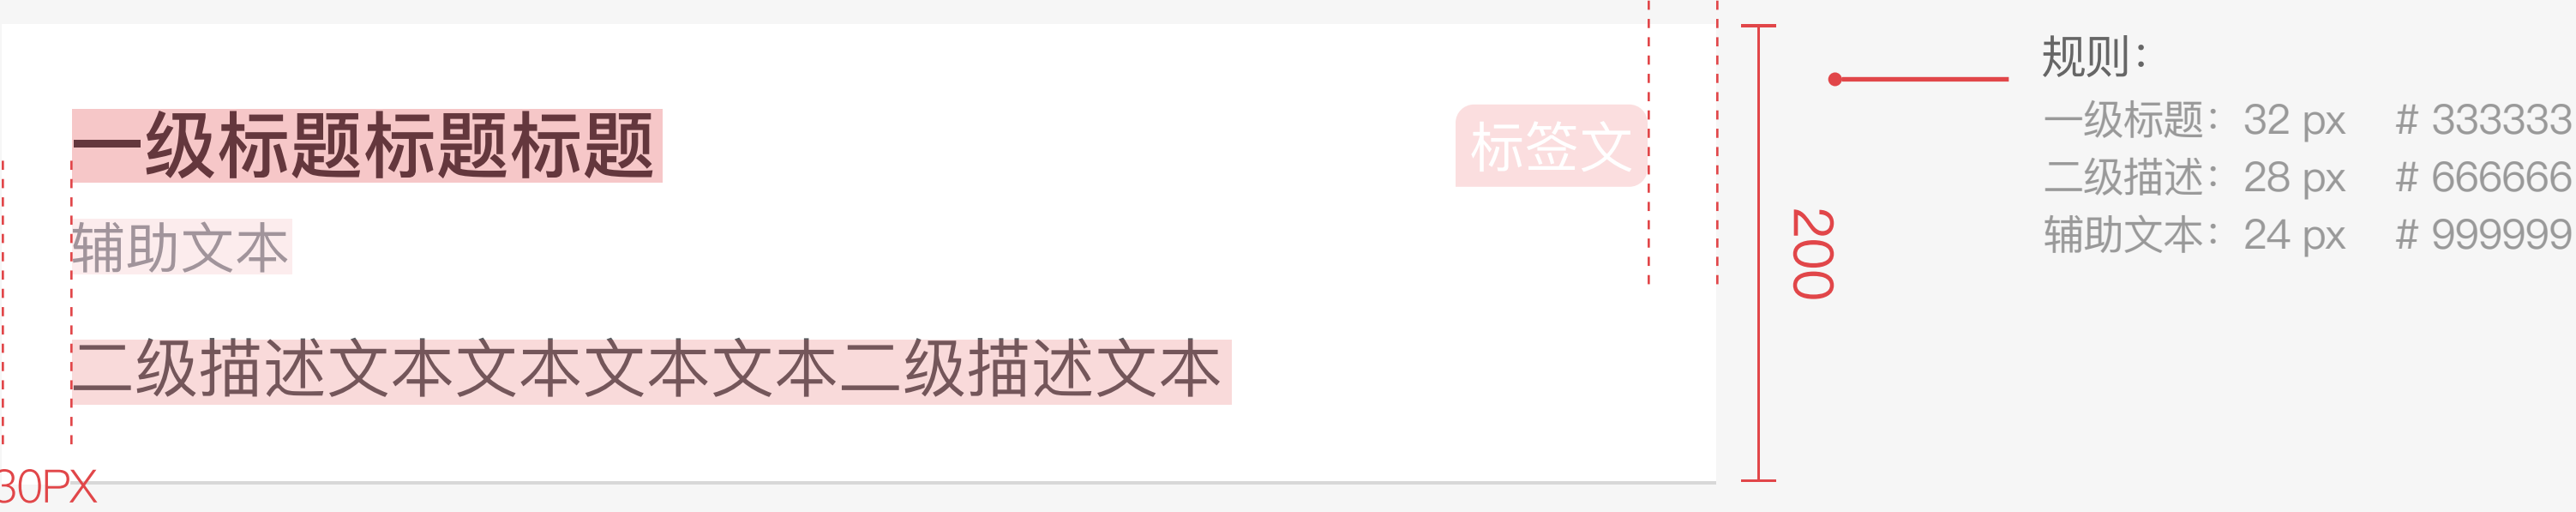 一级标题标题标题
标签文
辅助文本
二级描述文本文本文本文本二级描述文本
30PX
200
规则：
一级标题：32 px # 333333
二级描述：28 px # 666666
辅助文本：24 px # 999999